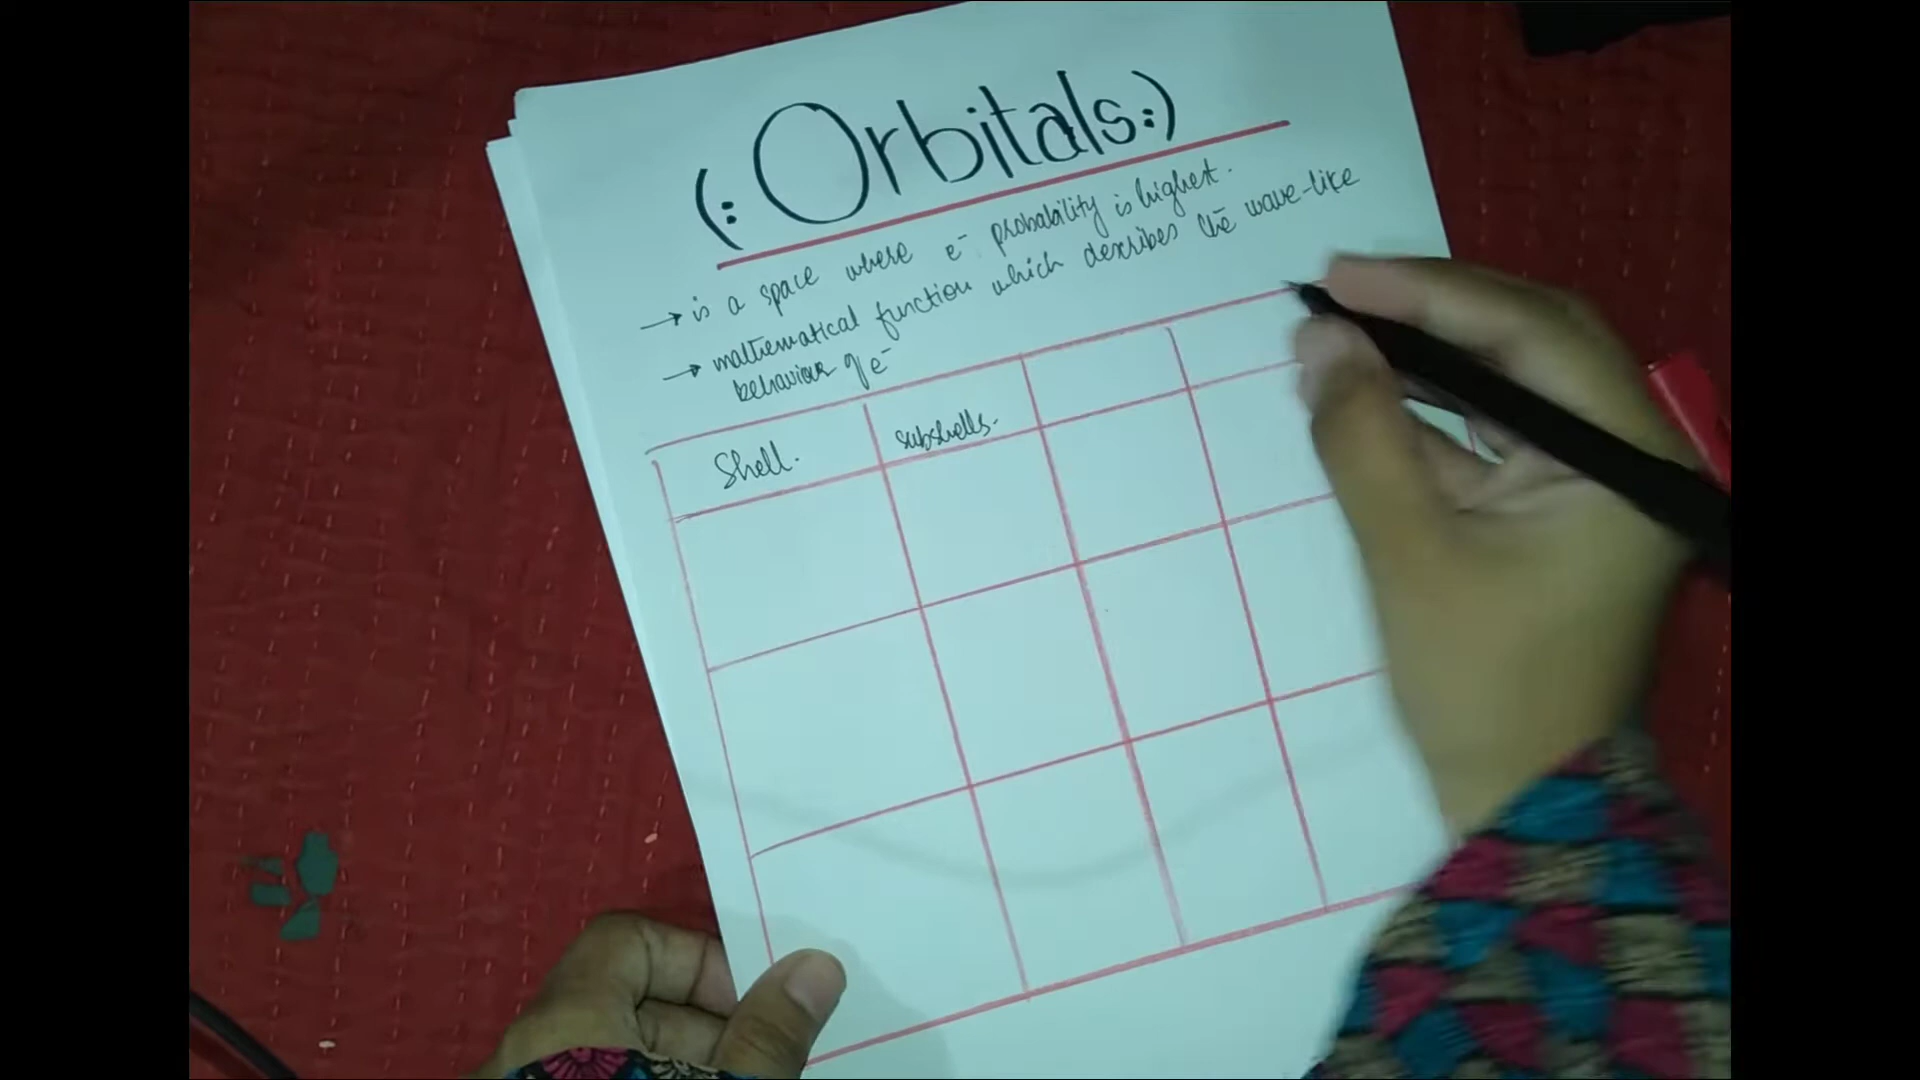 (: Orbitals:)
→ is a space where e⁻ probability is highest.
→ mathematical function which describes the wave-like
behaviour of e⁻
Shell.
subshells.